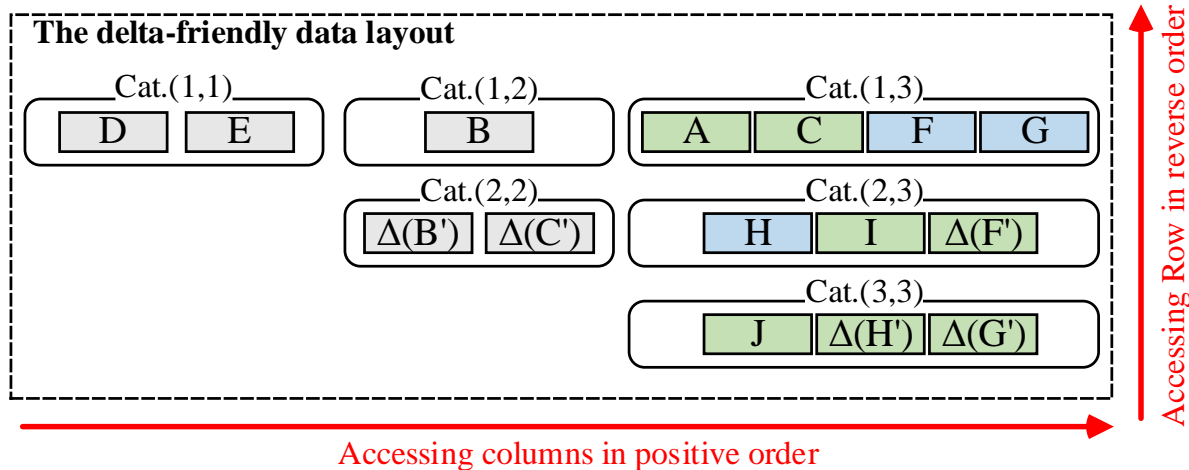 The delta-friendly data layout
Cat.(1,1)
D E
Cat.(1,2)
B
Cat.(1,3)
A C F G
Cat.(2,2)
Δ(B') Δ(C')
Cat.(2,3)
H I Δ(F')
Cat.(3,3)
J Δ(H') Δ(G')
Accessing columns in positive order
Accessing Row in reverse order